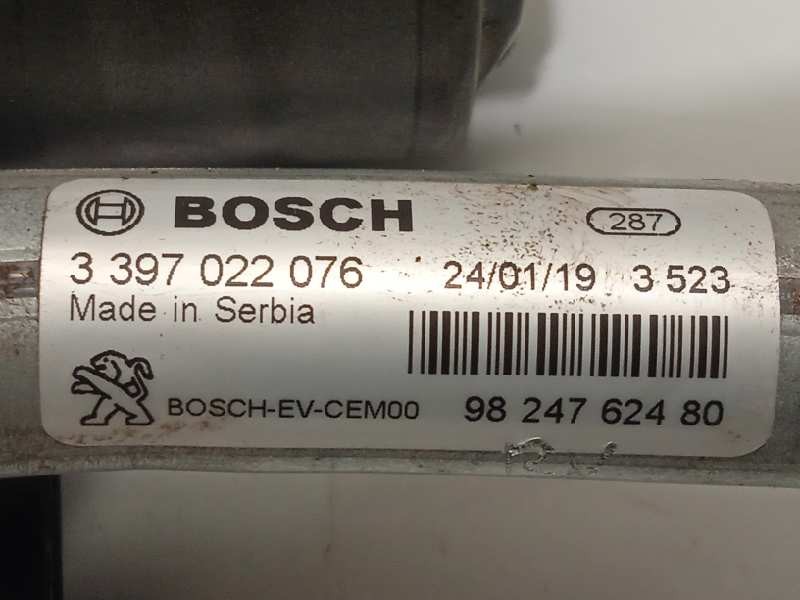 BOSCH
287
3 397 022 076 24/01/19 3 523
Made in Serbia
BOSCH-EV-CEM00 98 247 624 80